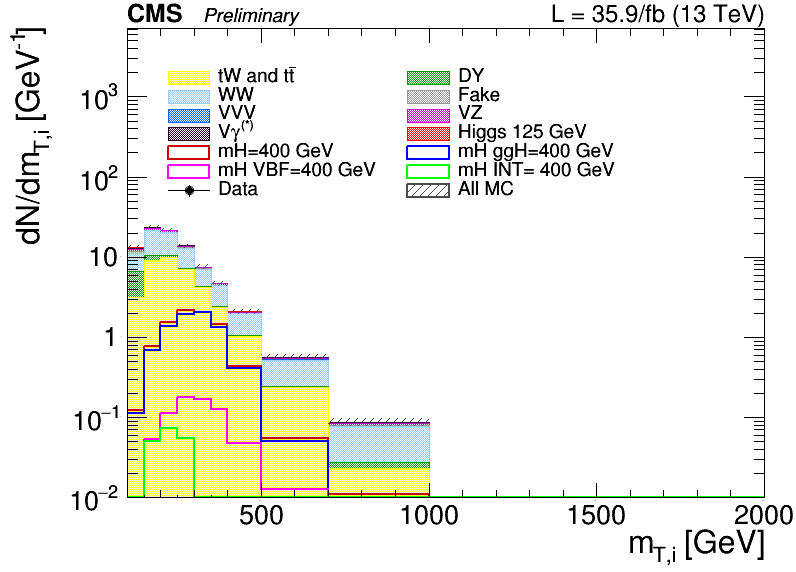 CMS Preliminary L = 35.9/fb (13 TeV)
dN/dm_{T,i} [GeV^{-1}]
tW and tt̄ DY
WW Fake
VVV VZ
Vγ^{(*)} Higgs 125 GeV
mH=400 GeV mH ggH=400 GeV
mH VBF=400 GeV mH INT= 400 GeV
Data All MC
10^{3}
10^{2}
10
1
10^{-1}
10^{-2}
500 1000 1500 2000
m_{T,i} [GeV]